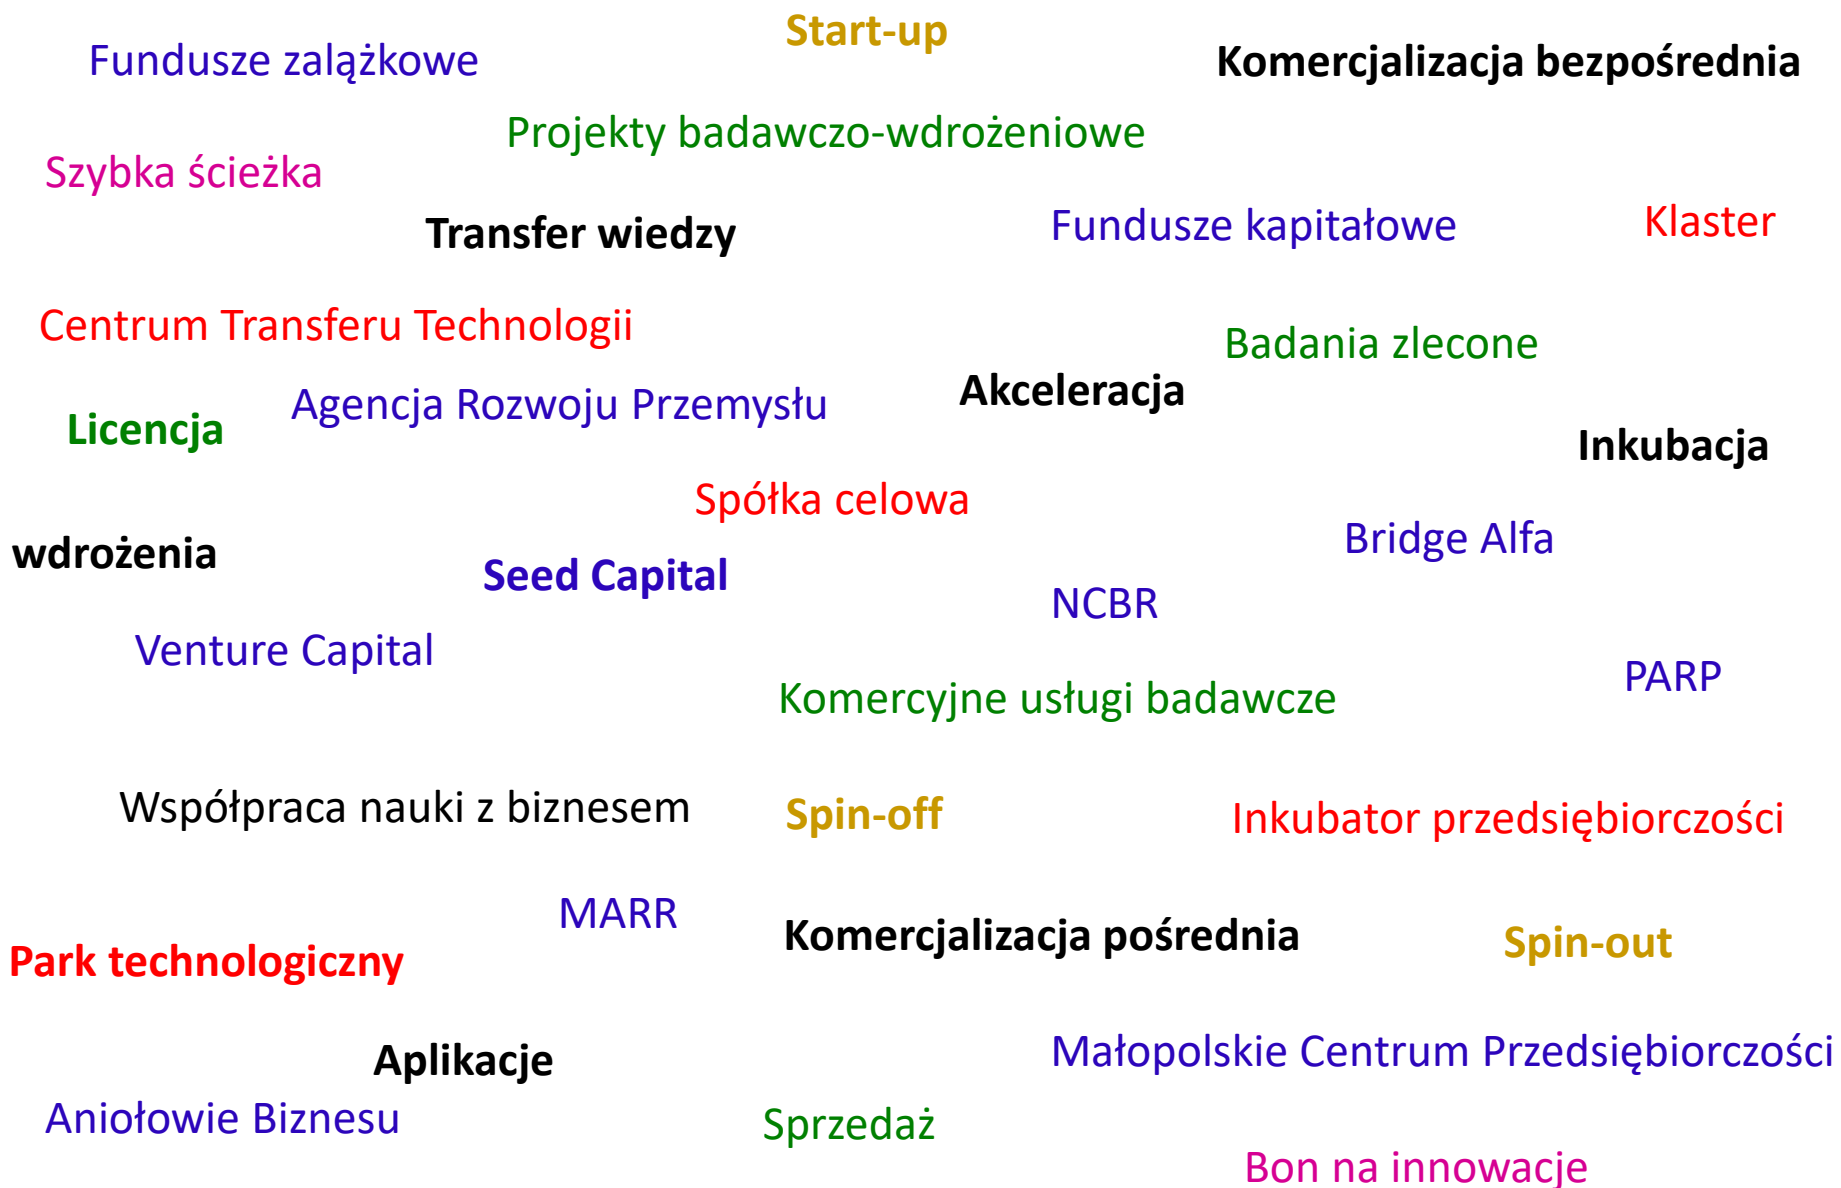 Start-up
Fundusze zalążkowe
Komercjalizacja bezpośrednia
Projekty badawczo-wdrożeniowe
Szybka ścieżka
Transfer wiedzy
Fundusze kapitałowe
Klaster
Centrum Transferu Technologii
Badania zlecone
Agencja Rozwoju Przemysłu
Akceleracja
Licencja
Inkubacja
Spółka celowa
wdrożenia
Bridge Alfa
Seed Capital
NCBR
Venture Capital
PARP
Komercyjne usługi badawcze
Współpraca nauki z biznesem
Spin-off
Inkubator przedsiębiorczości
MARR
Komercjalizacja pośrednia
Spin-out
Park technologiczny
Aplikacje
Małopolskie Centrum Przedsiębiorczości
Aniołowie Biznesu
Sprzedaż
Bon na innowacje